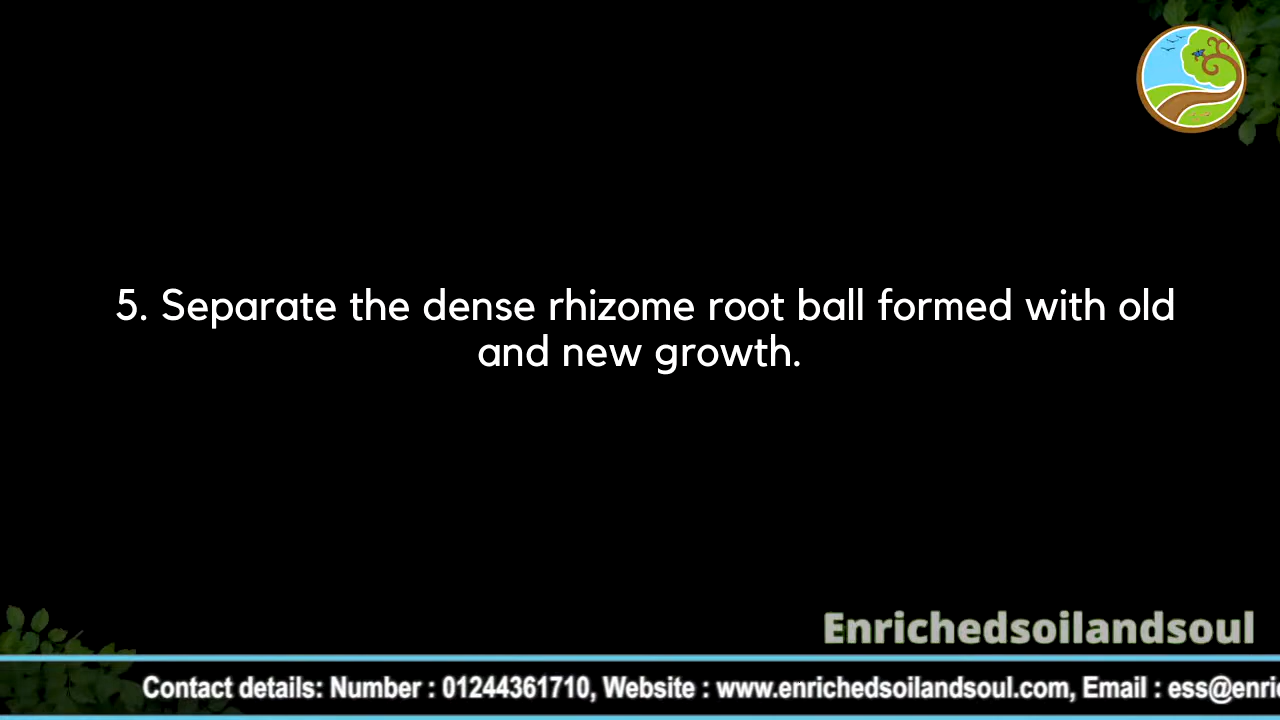 5. Separate the dense rhizome root ball formed with old
and new growth.
Enrichedsoilandsoul
Contact details: Number : 01244361710, Website : www.enrichedsoilandsoul.com, Email : ess@enric